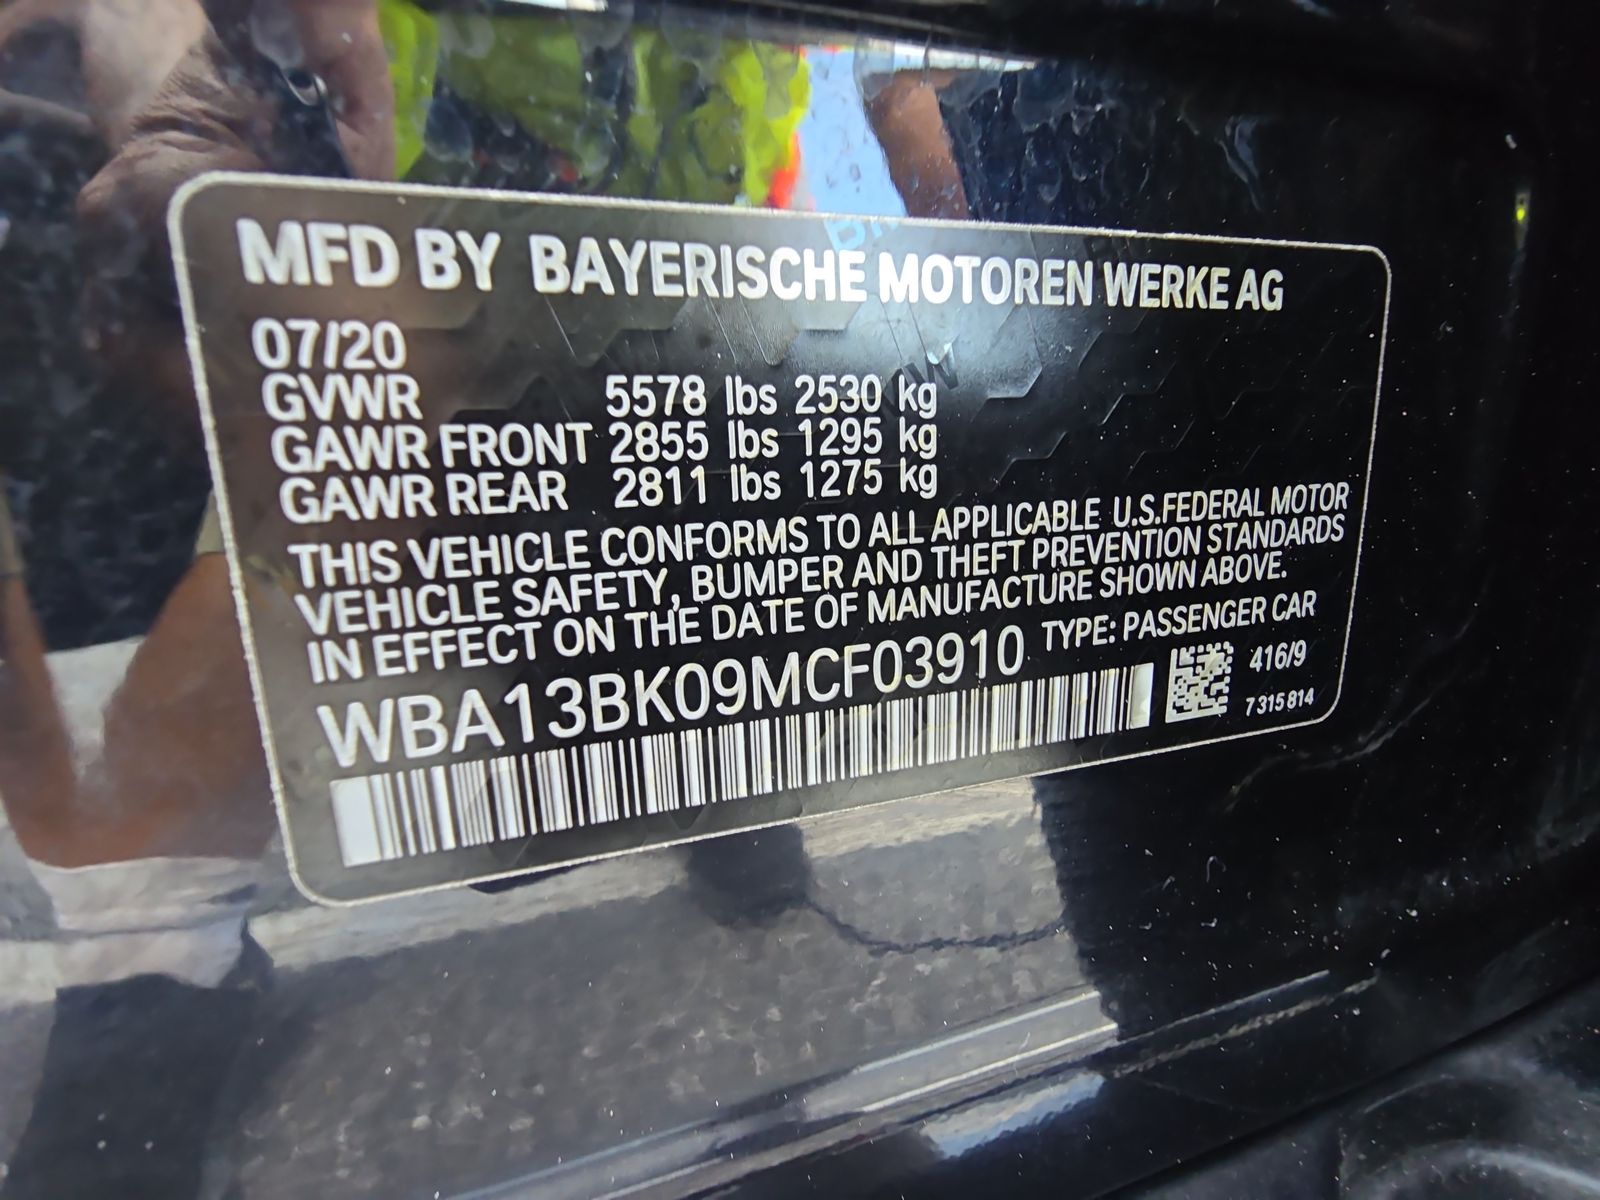 MFD BY BAYERISCHE MOTOREN WERKE AG
07/20
GVWR 5578 lbs 2530 kg
GAWR FRONT 2855 lbs 1295 kg
GAWR REAR 2811 lbs 1275 kg
THIS VEHICLE CONFORMS TO ALL APPLICABLE U.S.FEDERAL MOTOR
VEHICLE SAFETY, BUMPER AND THEFT PREVENTION STANDARDS
IN EFFECT ON THE DATE OF MANUFACTURE SHOWN ABOVE.
WBA13BK09MCF03910 TYPE: PASSENGER CAR
416/9
7 315 814